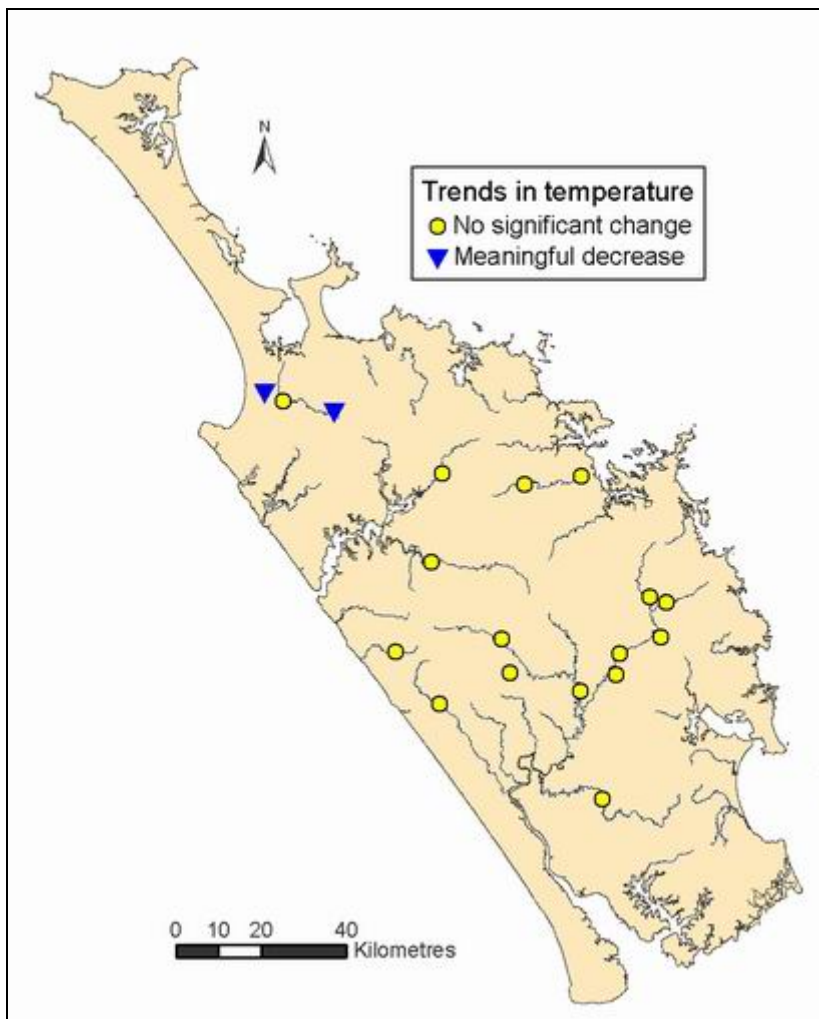 N
Trends in temperature
No significant change
Meaningful decrease
0 10 20 40
Kilometres